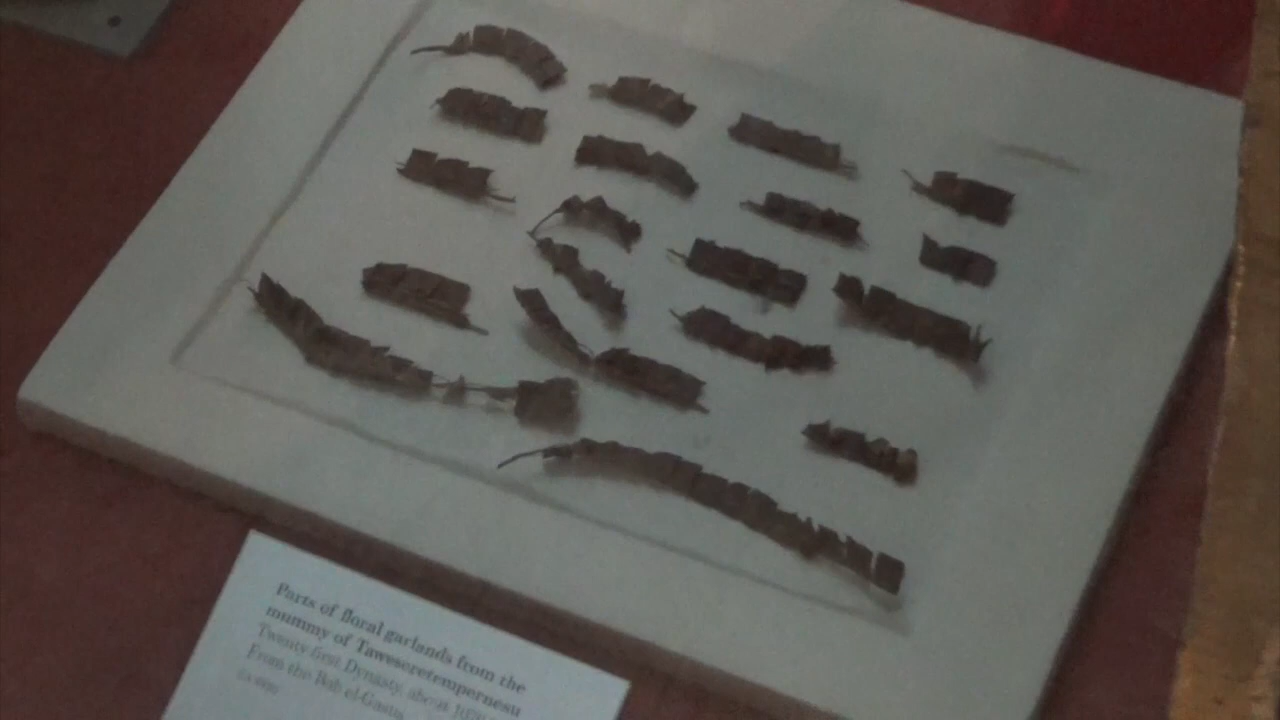 Parts of floral garlands from the
mummy of Taweseretempernesu
Twenty-first Dynasty, about
From the Bab el-Gasus